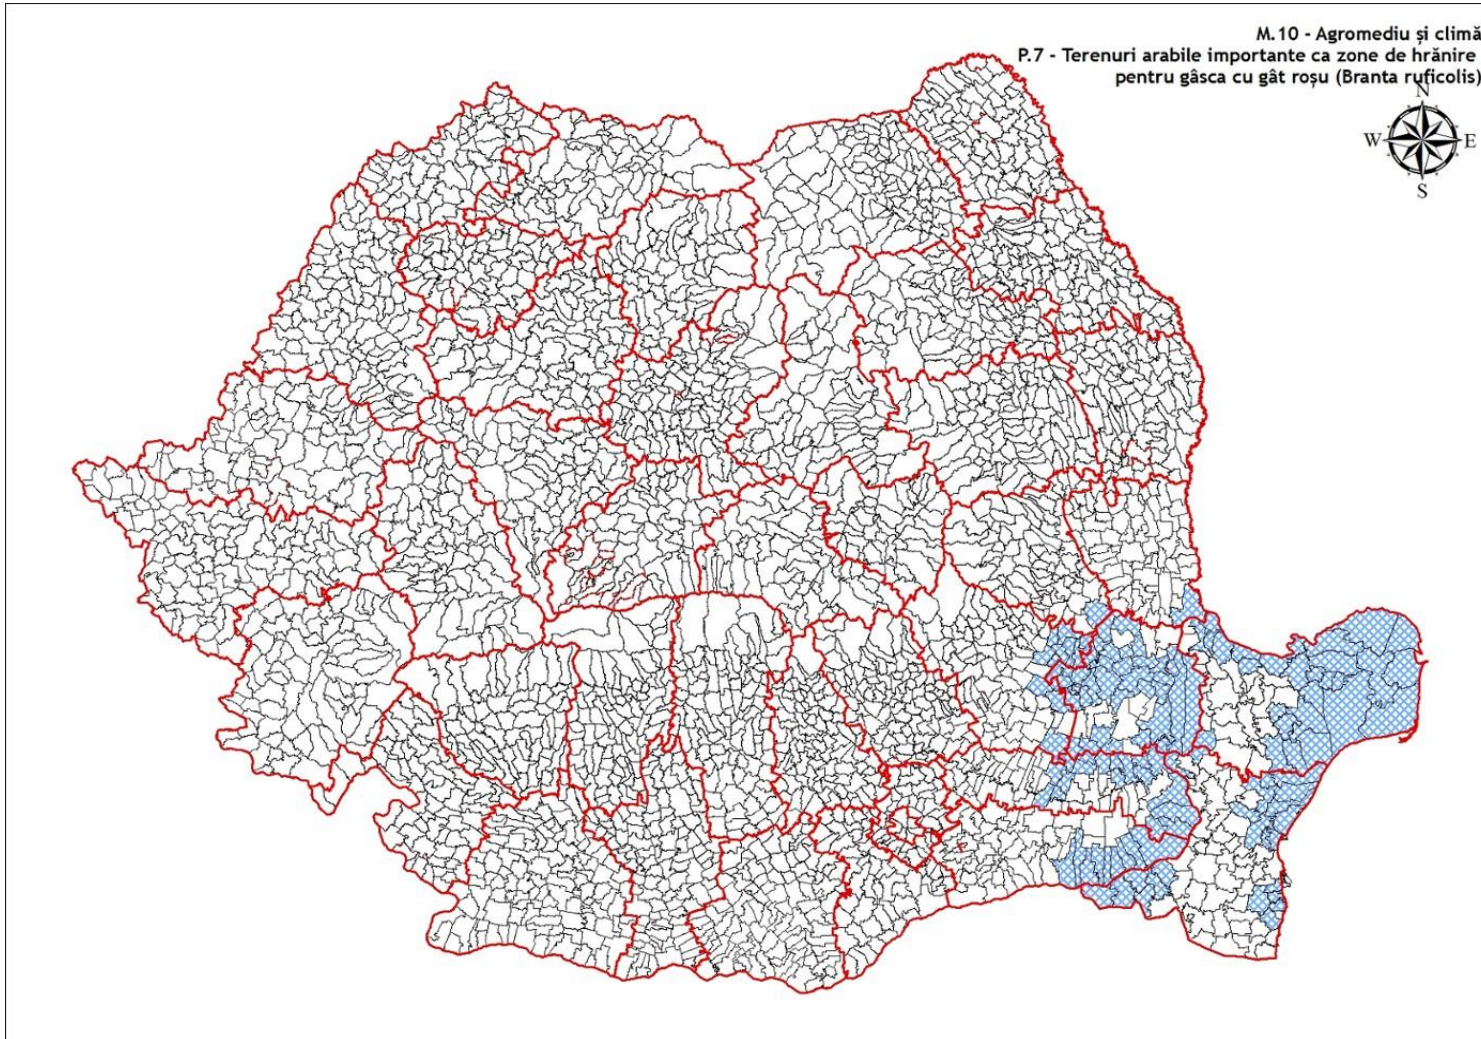 M.10 - Agromediu și climă
P.7 - Terenuri arabile importante ca zone de hrănire
pentru gâsca cu gât roșu (Branta ruficolis)
N
W
E
S